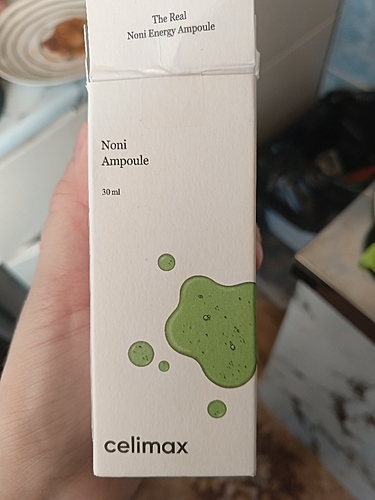 The Real
Noni Energy Ampoule
Noni
Ampoule
30 ml
celimax